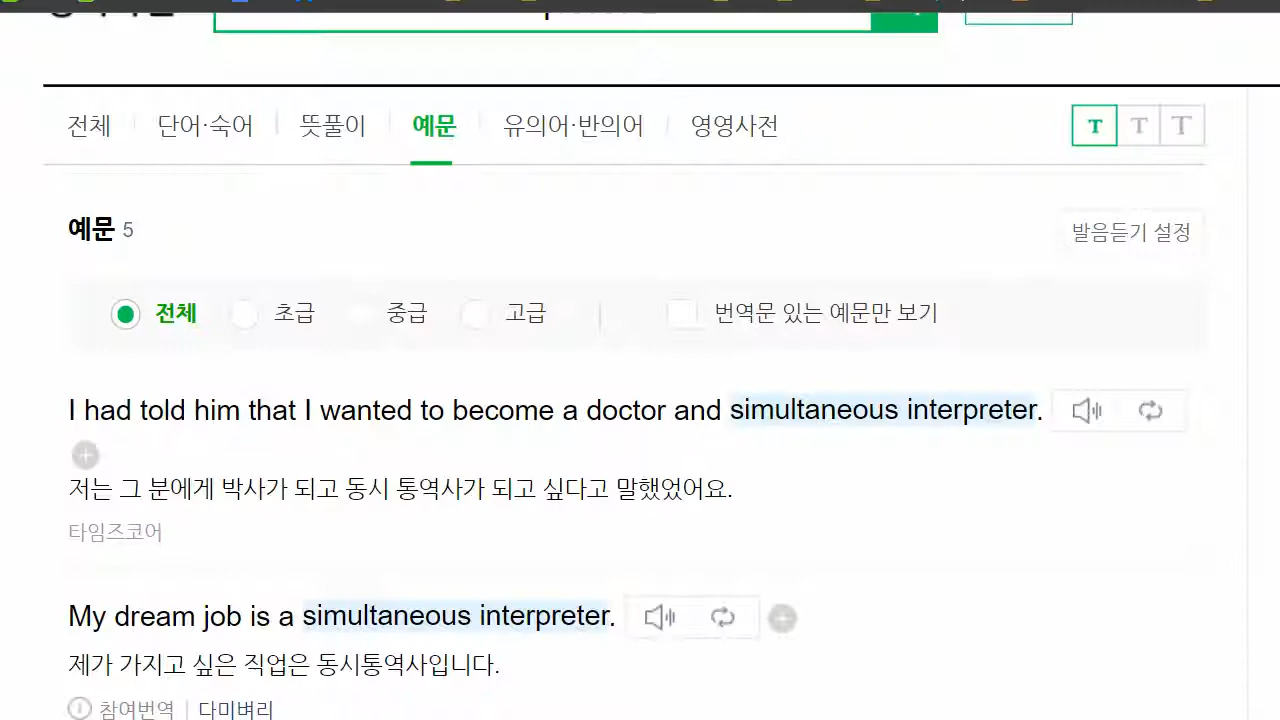 전체 단어·숙어 뜻풀이 예문 유의어·반의어 영영사전 T T T
예문 5 발음듣기 설정
전체 초급 중급 고급 번역문 있는 예문만 보기
I had told him that I wanted to become a doctor and simultaneous interpreter.
저는 그 분에게 박사가 되고 동시 통역사가 되고 싶다고 말했었어요.
타임즈코어
My dream job is a simultaneous interpreter.
제가 가지고 싶은 직업은 동시통역사입니다.
참여번역 다미벼리